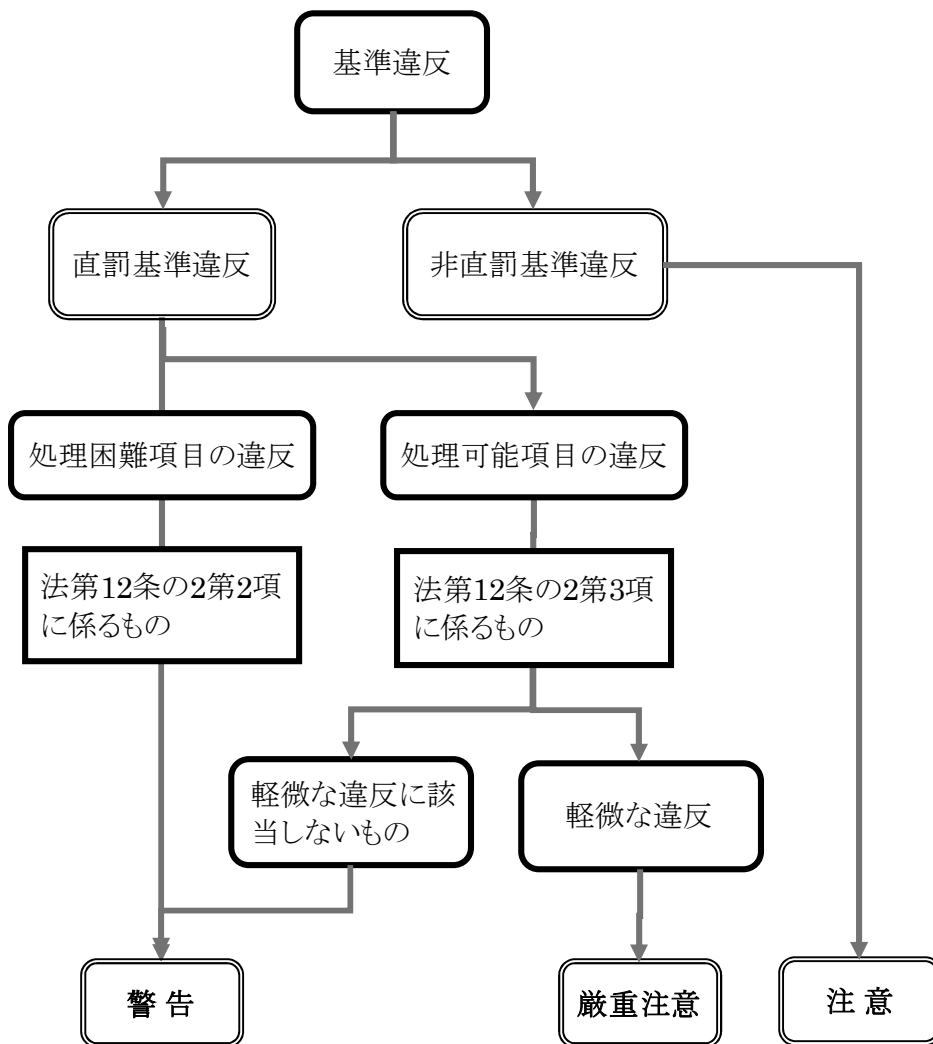 基準違反
直罰基準違反
非直罰基準違反
処理困難項目の違反
処理可能項目の違反
法第12条の2第2項
に係るもの
法第12条の2第3項
に係るもの
軽微な違反に該
当しないもの
軽微な違反
警 告
厳重注意
注 意